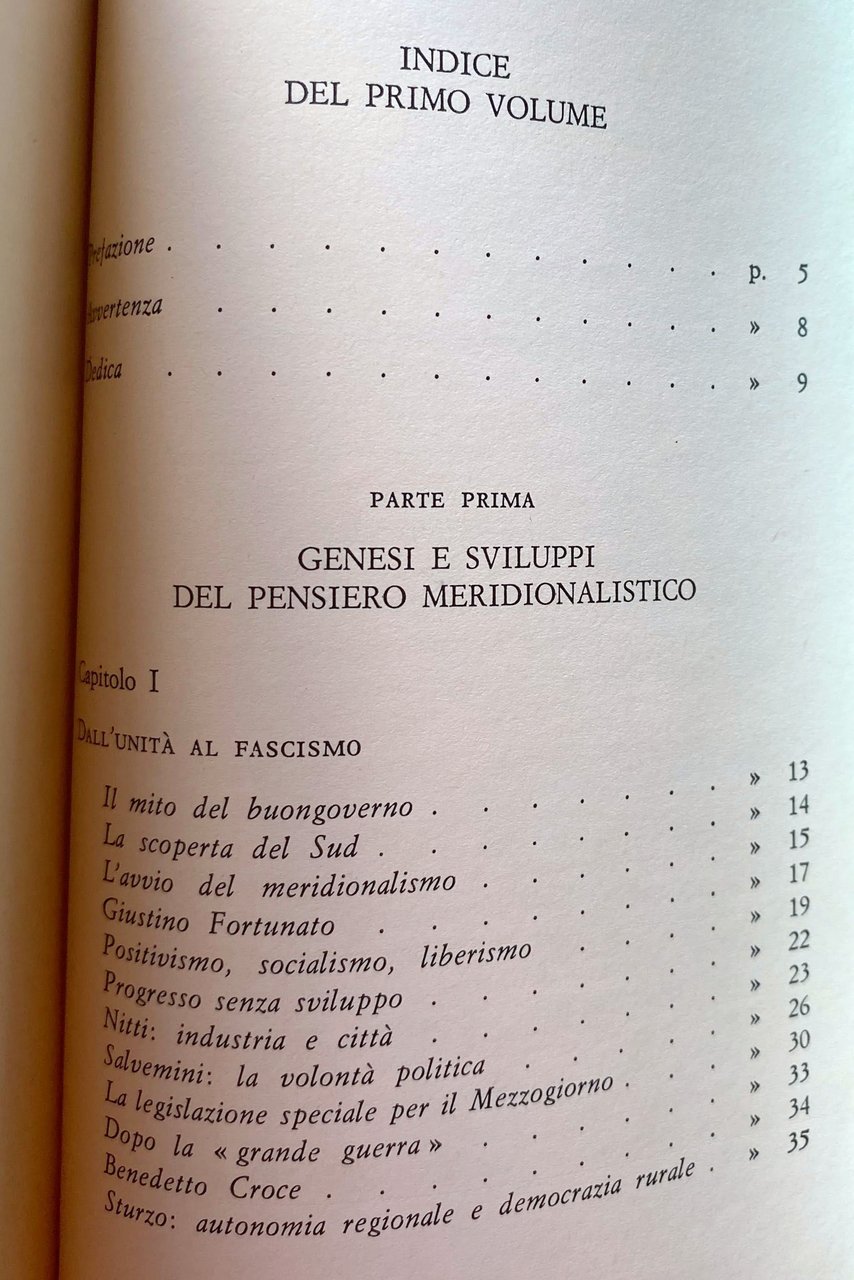 INDICE
DEL PRIMO VOLUME
Prefazione . . . . . . . . . . . . p. 5
Avvertenza . . . . . . . . . . . » 8
Dedica . . . . . . . . . . . . » 9
PARTE PRIMA
GENESI E SVILUPPI
DEL PENSIERO MERIDIONALISTICO
Capitolo I
DALL'UNITÀ AL FASCISMO
Il mito del buongoverno . . . . . . . » 13
La scoperta del Sud . . . . . . . . » 14
L'avvio del meridionalismo . . . . . . » 15
Giustino Fortunato . . . . . . . . » 17
Positivismo, socialismo, liberismo . . . . » 19
Progresso senza sviluppo . . . . . . . » 22
Nitti: industria e città . . . . . . . » 23
Salvemini: la volontà politica . . . . . » 26
La legislazione speciale per il Mezzogiorno . . . » 30
Dopo la « grande guerra » . . . . . . » 33
Benedetto Croce . . . . . . . . . » 34
Sturzo: autonomia regionale e democrazia rurale . » 35